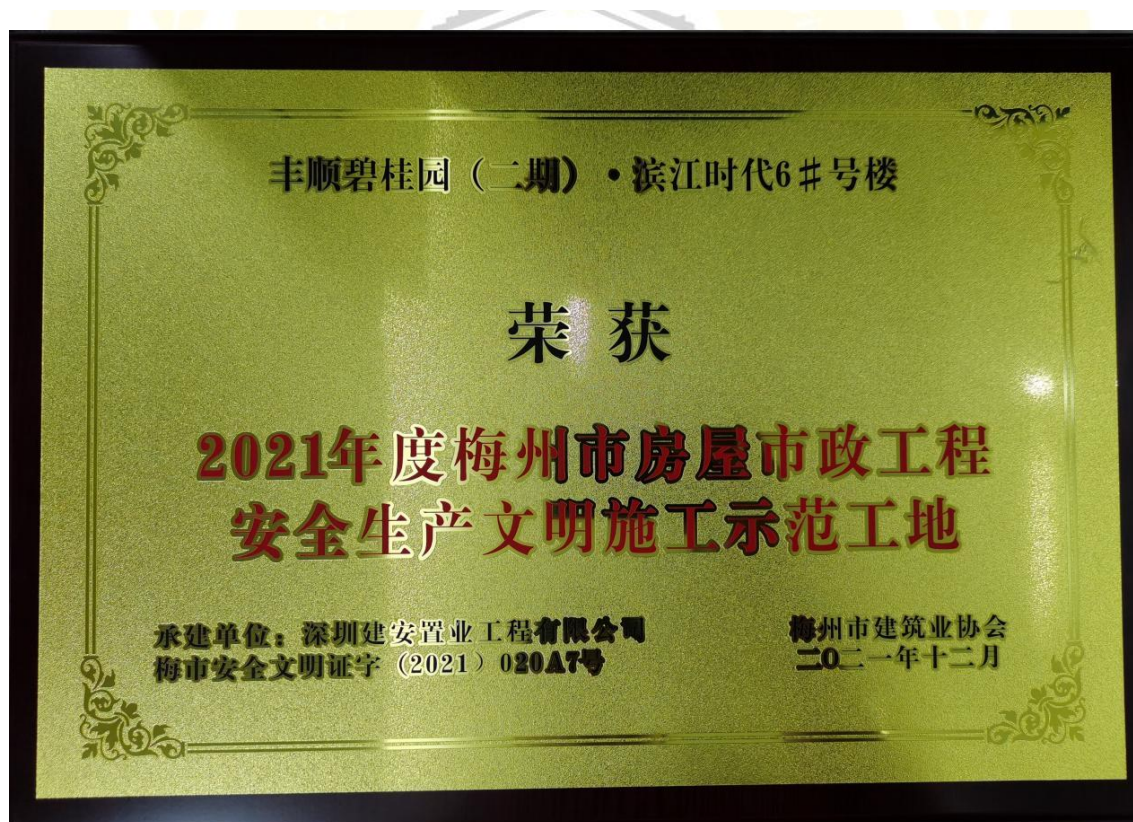 丰顺碧桂园（二期）·滨江时代6#号楼
荣 获
2021年度梅州市房屋市政工程
安全生产文明施工示范工地
承建单位：深圳建安置业工程有限公司
梅州市建筑业协会
梅市安全文明证字（2021）020A7号
二〇二一年十二月